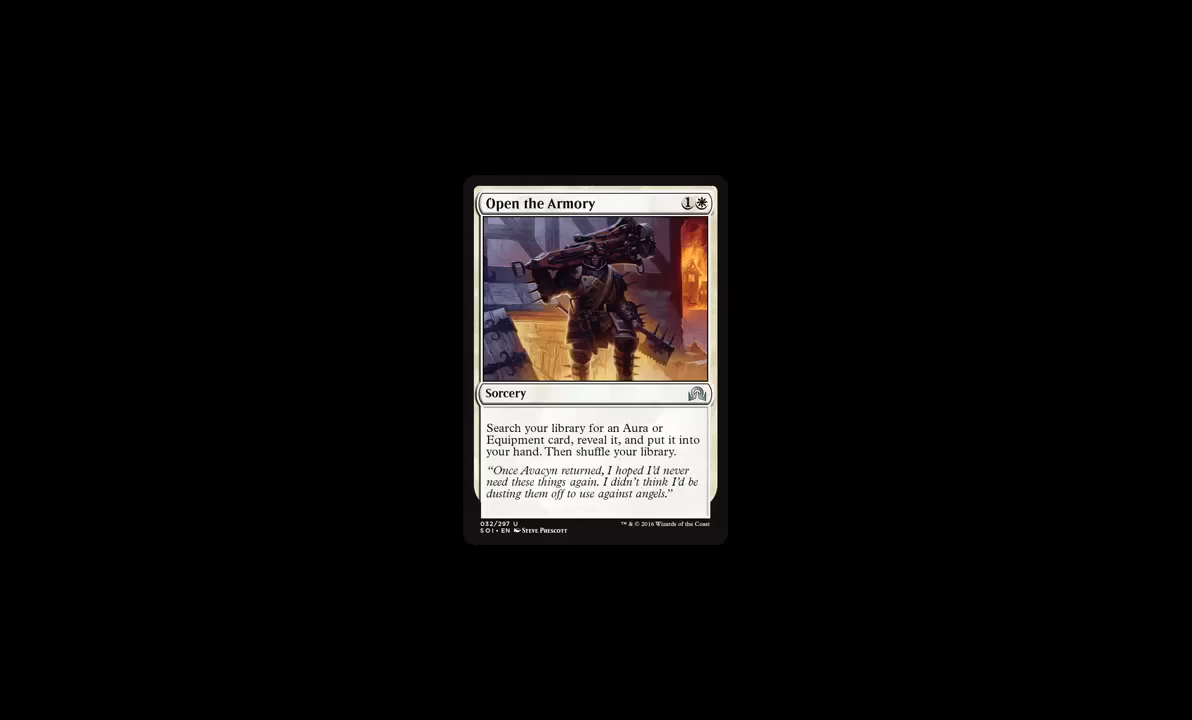 Open the Armory 1
Sorcery
Search your library for an Aura or
Equipment card, reveal it, and put it into
your hand. Then shuffle your library.
“Once Avacyn returned, I hoped I’d never
need these things again. I didn’t think I’d be
dusting them off to use against angels.”
032/297 U
SOI • EN Steve Prescott
™ & © 2016 Wizards of the Coast